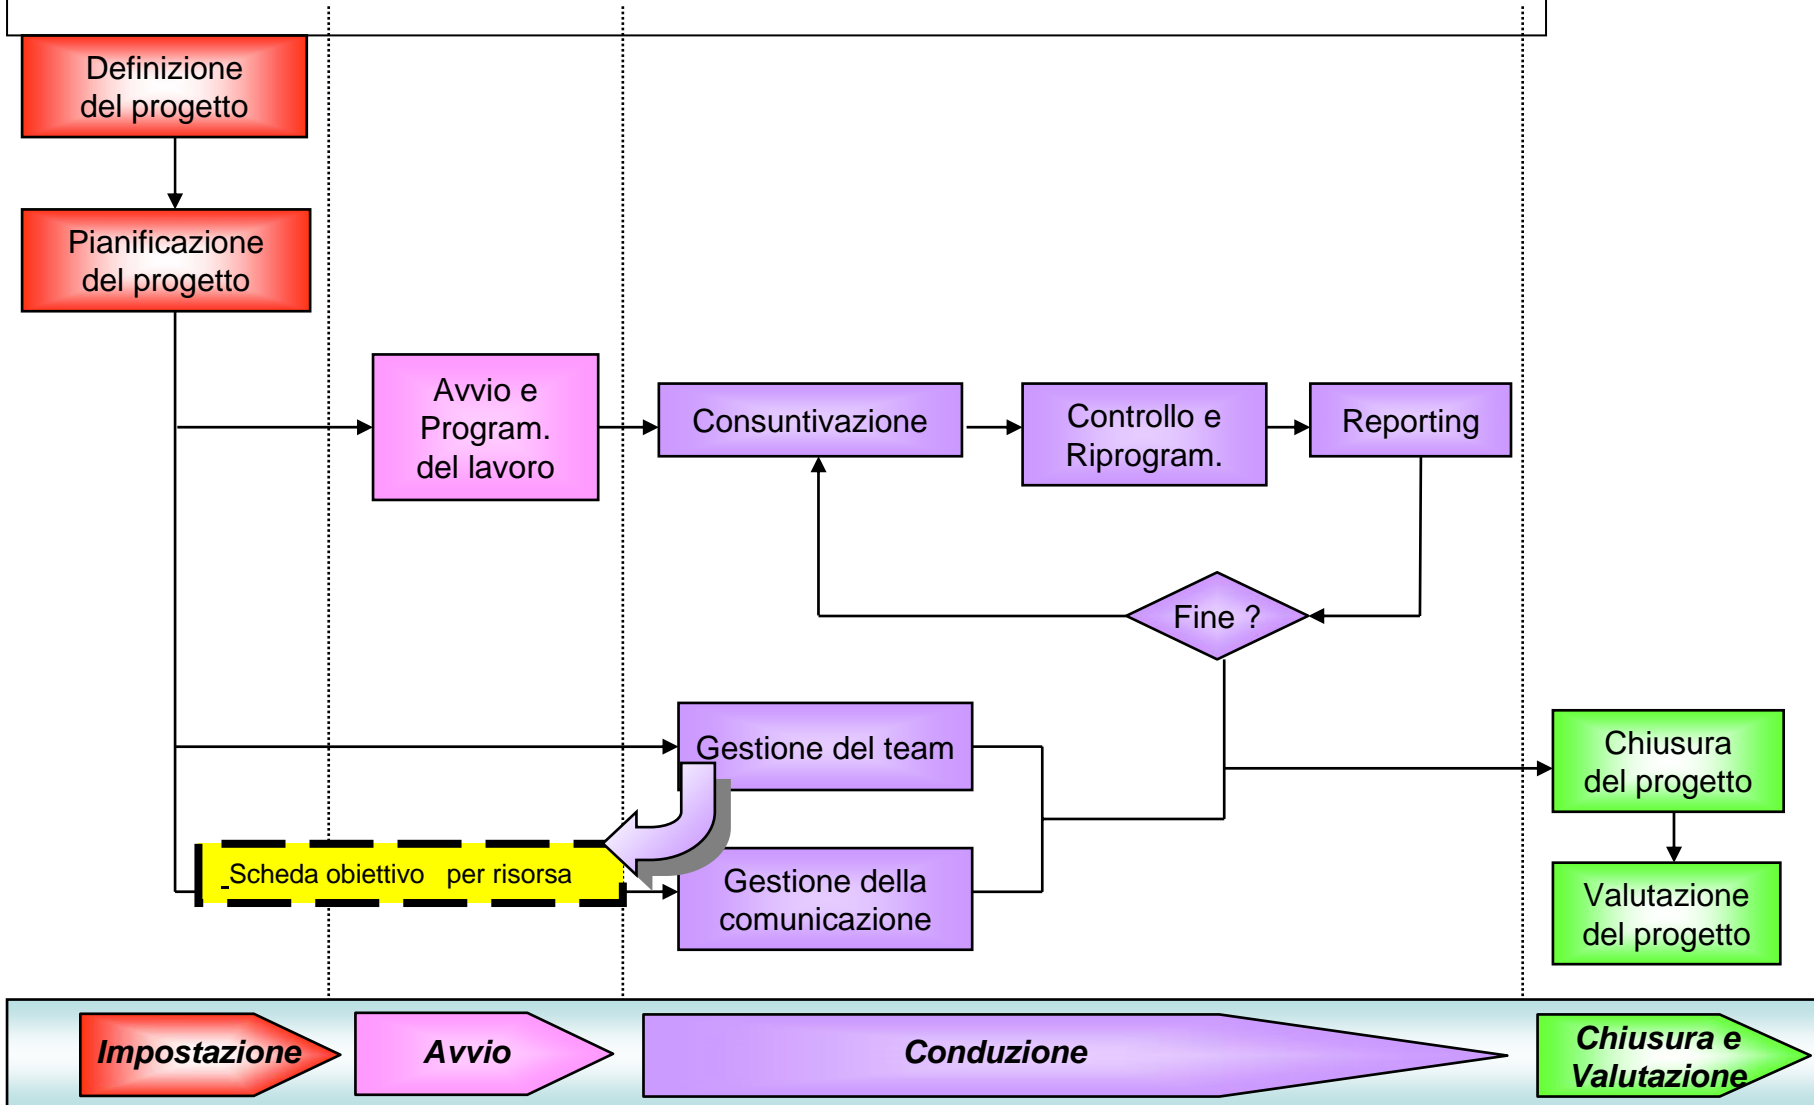 Definizione
del progetto
Pianificazione
del progetto
Avvio e
Program.
del lavoro
Consuntivazione
Controllo e
Riprogram.
Reporting
Fine ?
Gestione del team
Chiusura
del progetto
_Scheda obiettivo per risorsa
Gestione della
comunicazione
Valutazione
del progetto
Impostazione
Avvio
Conduzione
Chiusura e
Valutazione